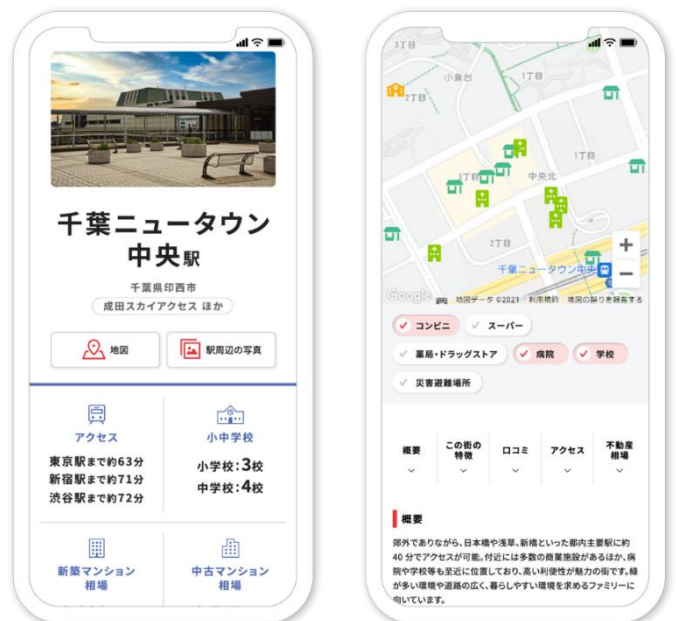 千葉ニュータウン
中央駅
千葉県印西市
成田スカイアクセス ほか
地図
駅周辺の写真
アクセス
東京駅まで約63分
新宿駅まで約71分
渋谷駅まで約72分
小中学校
小学校:3校
中学校:4校
新築マンション
相場
中古マンション
相場
3丁目
小倉台
1丁目
2丁目
1丁目
3丁目
中央北
2丁目
千葉ニュータウン中央
+
−
Google
地図データ ©2021
利用規約
地図の誤りを報告する
コンビニ
スーパー
薬局・ドラッグストア
病院
学校
災害避難場所
概要
この街の
特徴
口コミ
アクセス
不動産
相場
概要
郊外でありながら、日本橋や浅草、新橋といった都内主要駅に約
40 分でアクセスが可能。付近には多数の商業施設があるほか、病
院や学校等も至近に位置しており、高い利便性が魅力の街です。緑
が多い環境や道路の広く、暮らしやすい環境を求めるファミリーに
向いています。